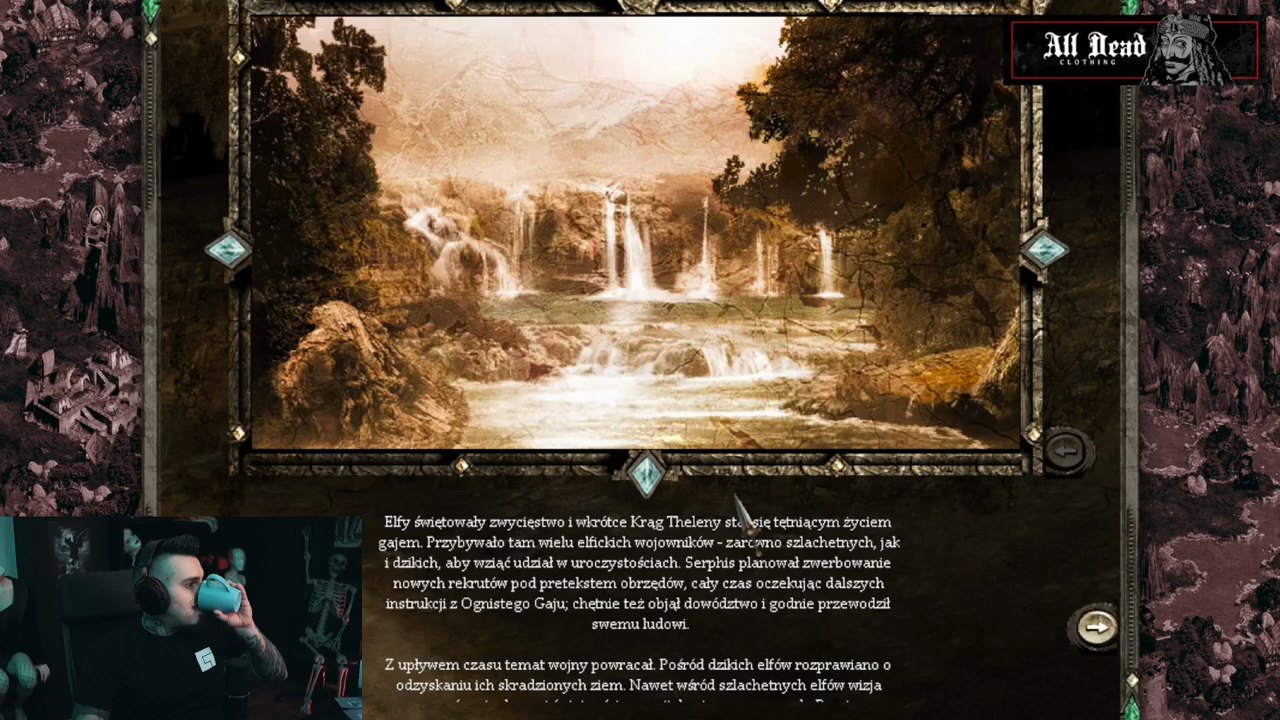 All Dead
CLOTHING
Elfy świętowały zwycięstwo i wkrótce Krąg Theleny stał się tętniącym życiem
gajem. Przybywało tam wielu elfickich wojowników - zarówno szlachetnych, jak
i dzikich, aby wziąć udział w uroczystościach. Serphis planował zwerbowanie
nowych rekrutów pod pretekstem obrzędów, cały czas oczekując dalszych
instrukcji z Ognistego Gaju; chętnie też objął dowództwo i godnie przewodził
swemu ludowi.
Z upływem czasu temat wojny powracał. Pośród dzikich elfów rozprawiano o
odzyskaniu ich skradzionych ziem. Nawet wśród szlachetnych elfów wizja